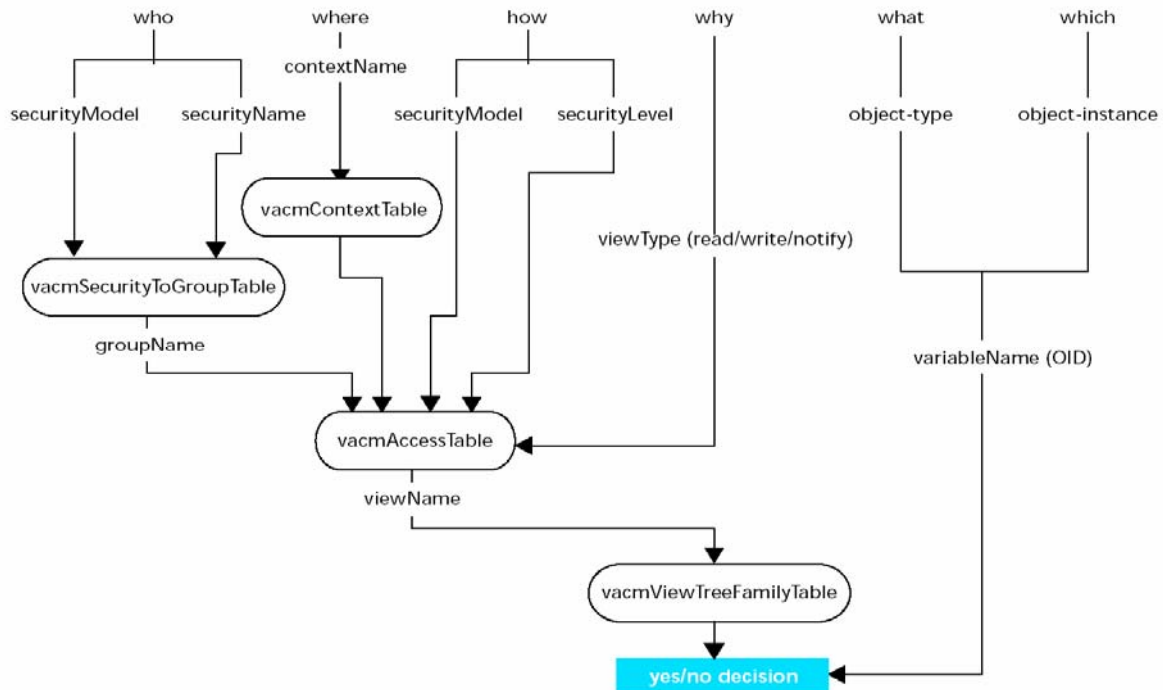 who where how why what which
contextName
securityModel securityName securityModel securityLevel object-type object-instance
vacmContextTable
viewType (read/write/notify)
vacmSecurityToGroupTable
groupName
variableName (OID)
vacmAccessTable
viewName
vacmViewTreeFamilyTable
yes/no decision